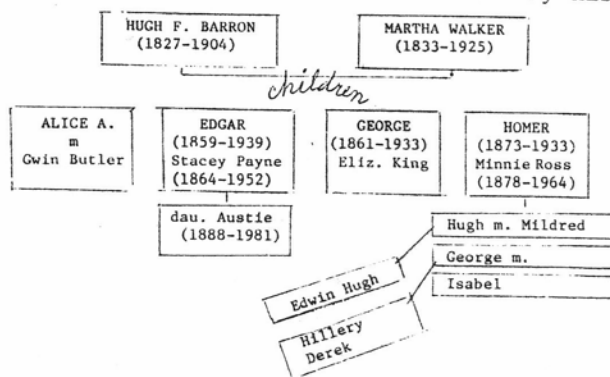 HUGH F. BARRON
(1827-1904)
MARTHA WALKER
(1833-1925)
children
ALICE A.
m
Gwin Butler
EDGAR
(1859-1939)
Stacey Payne
(1864-1952)
GEORGE
(1861-1933)
Eliz. King
HOMER
(1873-1933)
Minnie Ross
(1878-1964)
dau. Austie
(1888-1981)
Hugh m. Mildred
George m.
Isabel
Edwin Hugh
Hillery
Derek